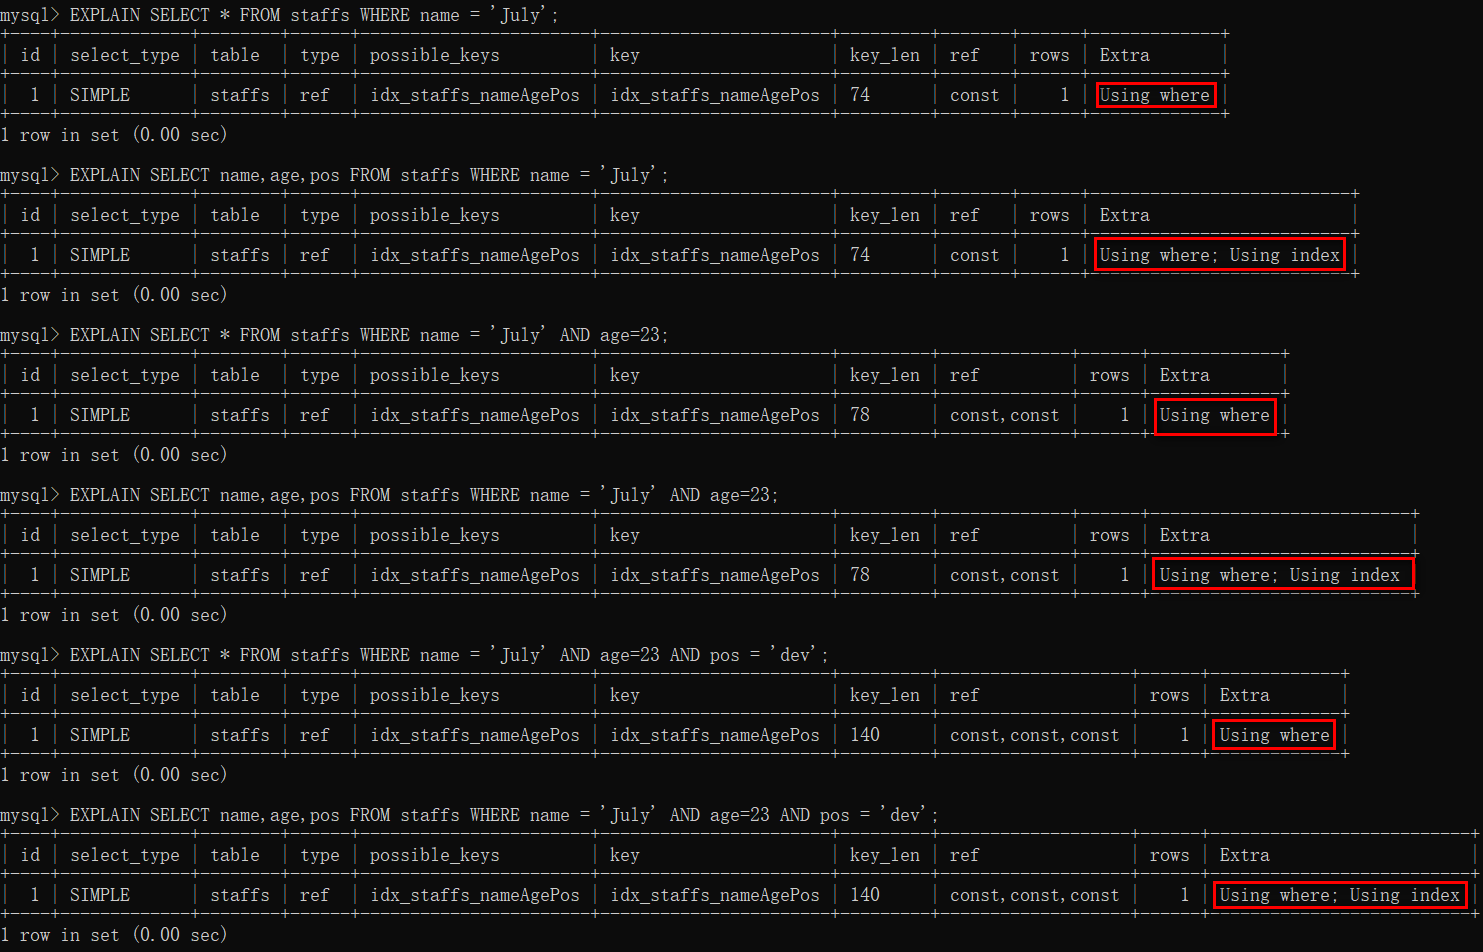 mysql> EXPLAIN SELECT * FROM staffs WHERE name = 'July';
+----+-------------+--------+------+-----------------------+-----------------------+---------+-------+------+-------------+
| id | select_type | table  | type | possible_keys         | key                   | key_len | ref   | rows | Extra       |
+----+-------------+--------+------+-----------------------+-----------------------+---------+-------+------+-------------+
|  1 | SIMPLE      | staffs | ref  | idx_staffs_nameAgePos | idx_staffs_nameAgePos | 74      | const |    1 | Using where |
+----+-------------+--------+------+-----------------------+-----------------------+---------+-------+------+-------------+
1 row in set (0.00 sec)
mysql> EXPLAIN SELECT name,age,pos FROM staffs WHERE name = 'July';
+----+-------------+--------+------+-----------------------+-----------------------+---------+-------+------+--------------------------+
| id | select_type | table  | type | possible_keys         | key                   | key_len | ref   | rows | Extra                    |
+----+-------------+--------+------+-----------------------+-----------------------+---------+-------+------+--------------------------+
|  1 | SIMPLE      | staffs | ref  | idx_staffs_nameAgePos | idx_staffs_nameAgePos | 74      | const |    1 | Using where; Using index |
+----+-------------+--------+------+-----------------------+-----------------------+---------+-------+------+--------------------------+
1 row in set (0.00 sec)
mysql> EXPLAIN SELECT * FROM staffs WHERE name = 'July' AND age=23;
+----+-------------+--------+------+-----------------------+-----------------------+---------+-------------+------+-------------+
| id | select_type | table  | type | possible_keys         | key                   | key_len | ref         | rows | Extra       |
+----+-------------+--------+------+-----------------------+-----------------------+---------+-------------+------+-------------+
|  1 | SIMPLE      | staffs | ref  | idx_staffs_nameAgePos | idx_staffs_nameAgePos | 78      | const,const |    1 | Using where |
+----+-------------+--------+------+-----------------------+-----------------------+---------+-------------+------+-------------+
1 row in set (0.00 sec)
mysql> EXPLAIN SELECT name,age,pos FROM staffs WHERE name = 'July' AND age=23;
+----+-------------+--------+------+-----------------------+-----------------------+---------+-------------+------+--------------------------+
| id | select_type | table  | type | possible_keys         | key                   | key_len | ref         | rows | Extra                    |
+----+-------------+--------+------+-----------------------+-----------------------+---------+-------------+------+--------------------------+
|  1 | SIMPLE      | staffs | ref  | idx_staffs_nameAgePos | idx_staffs_nameAgePos | 78      | const,const |    1 | Using where; Using index |
+----+-------------+--------+------+-----------------------+-----------------------+---------+-------------+------+--------------------------+
1 row in set (0.00 sec)
mysql> EXPLAIN SELECT * FROM staffs WHERE name = 'July' AND age=23 AND pos = 'dev';
+----+-------------+--------+------+-----------------------+-----------------------+---------+-------------------+------+-------------+
| id | select_type | table  | type | possible_keys         | key                   | key_len | ref               | rows | Extra       |
+----+-------------+--------+------+-----------------------+-----------------------+---------+-------------------+------+-------------+
|  1 | SIMPLE      | staffs | ref  | idx_staffs_nameAgePos | idx_staffs_nameAgePos | 140     | const,const,const |    1 | Using where |
+----+-------------+--------+------+-----------------------+-----------------------+---------+-------------------+------+-------------+
1 row in set (0.00 sec)
mysql> EXPLAIN SELECT name,age,pos FROM staffs WHERE name = 'July' AND age=23 AND pos = 'dev';
+----+-------------+--------+------+-----------------------+-----------------------+---------+-------------------+------+--------------------------+
| id | select_type | table  | type | possible_keys         | key                   | key_len | ref               | rows | Extra                    |
+----+-------------+--------+------+-----------------------+-----------------------+---------+-------------------+------+--------------------------+
|  1 | SIMPLE      | staffs | ref  | idx_staffs_nameAgePos | idx_staffs_nameAgePos | 140     | const,const,const |    1 | Using where; Using index |
+----+-------------+--------+------+-----------------------+-----------------------+---------+-------------------+------+--------------------------+
1 row in set (0.00 sec)